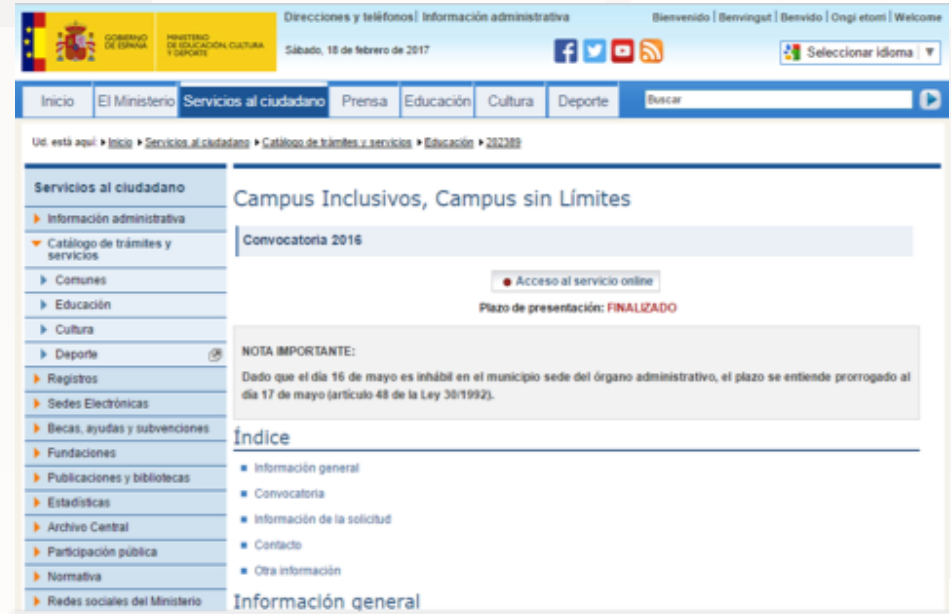 Direcciones y teléfonos | Información administrativa
Bienvenido | Benvingut | Benvido | Ongi etorri | Welcome
GOBIERNO DE ESPAÑA
MINISTERIO DE EDUCACIÓN, CULTURA Y DEPORTE
Sábado, 18 de febrero de 2017
Seleccionar idioma ▼
Inicio El Ministerio Servicios al ciudadano Prensa Educación Cultura Deporte Buscar
Ud. está aquí: Inicio Servicios al ciudadano Catálogo de trámites y servicios Educación 202389
Servicios al ciudadano
Información administrativa
Catálogo de trámites y
servicios
Comunes
Educación
Cultura
Deporte
Registros
Sedes Electrónicas
Becas, ayudas y subvenciones
Fundaciones
Publicaciones y bibliotecas
Estadísticas
Archivo Central
Participación pública
Normativa
Redes sociales del Ministerio
Campus Inclusivos, Campus sin Límites
Convocatoria 2016
Acceso al servicio online
Plazo de presentación: FINALIZADO
NOTA IMPORTANTE:
Dado que el día 16 de mayo es inhábil en el municipio sede del órgano administrativo, el plazo se entiende prorrogado al
día 17 de mayo (artículo 48 de la Ley 30/1992).
Índice
Información general
Convocatoria
Información de la solicitud
Contacto
Otra información
Información general